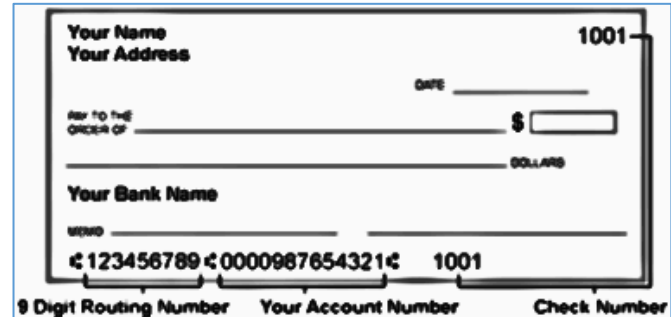 Your Name 1001
Your Address
DATE
PAY TO THE
ORDER OF $
DOLLARS
Your Bank Name
MEMO
⑆123456789⑆0000987654321⑆ 1001
9 Digit Routing Number Your Account Number Check Number